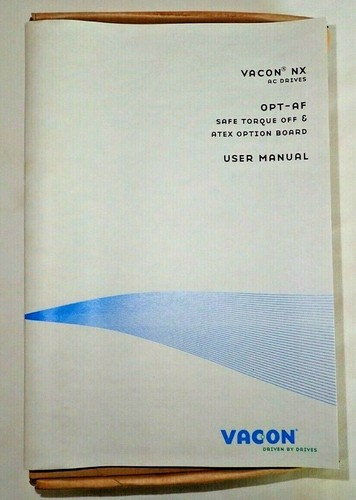 VACON® NX
AC DRIVES
OPT-AF
SAFE TORQUE OFF &
ATEX OPTION BOARD
USER MANUAL
VACON®
DRIVEN BY DRIVES